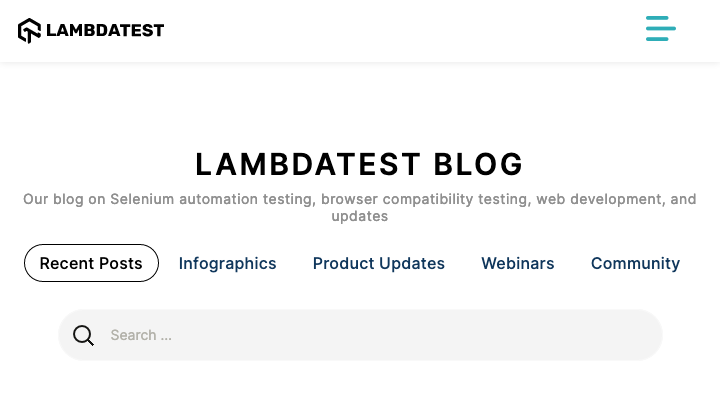 LAMBDATEST
LAMBDATEST BLOG
Our blog on Selenium automation testing, browser compatibility testing, web development, and
updates
Recent Posts Infographics Product Updates Webinars Community
Search ...